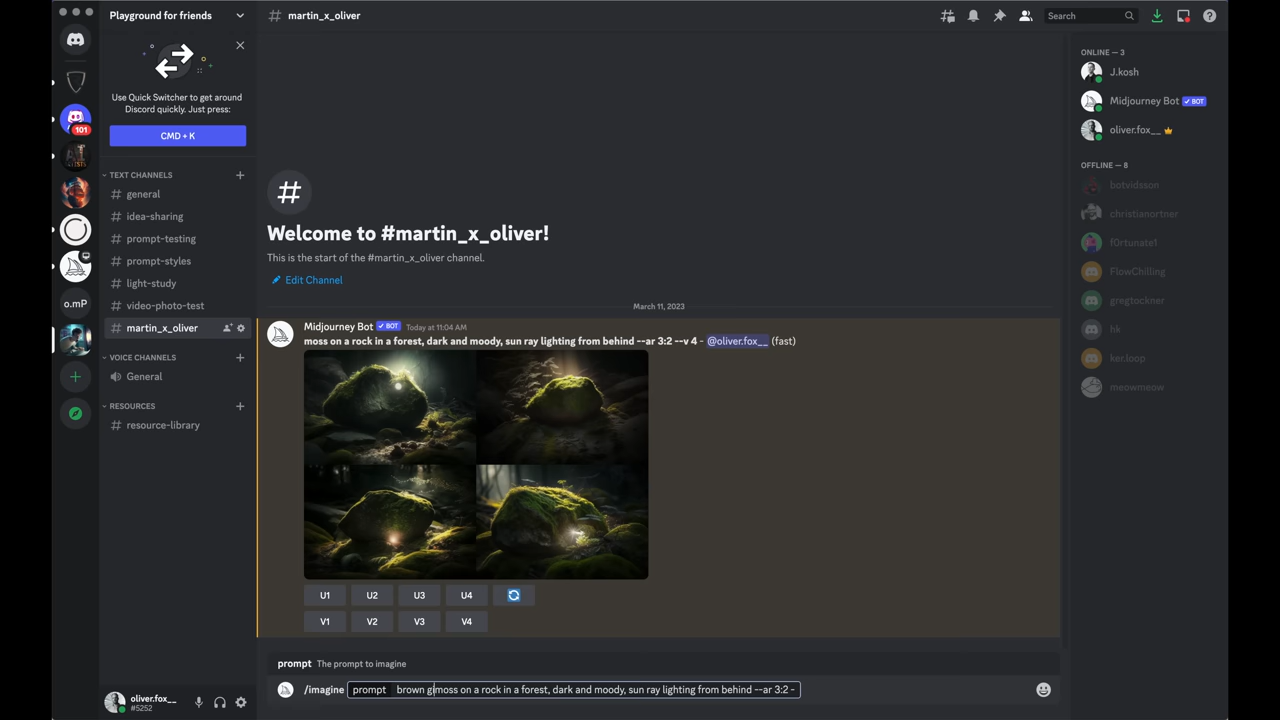 Playground for friends
# martin_x_oliver
Search
Use Quick Switcher to get around
Discord quickly. Just press:
CMD + K
101
o.mP
TEXT CHANNELS
# general
# idea-sharing
# prompt-testing
# prompt-styles
# light-study
# video-photo-test
# martin_x_oliver
VOICE CHANNELS
General
RESOURCES
# resource-library
oliver.fox__
#5252
#
Welcome to #martin_x_oliver!
This is the start of the #martin_x_oliver channel.
Edit Channel
March 11, 2023
Midjourney Bot ✓ BOT Today at 11:04 AM
moss on a rock in a forest, dark and moody, sun ray lighting from behind --ar 3:2 --v 4 - @oliver.fox__ (fast)
U1 U2 U3 U4
V1 V2 V3 V4
prompt The prompt to imagine
/imagine prompt brown gimoss on a rock in a forest, dark and moody, sun ray lighting from behind --ar 3:2 -
ONLINE — 3
J.kosh
Midjourney Bot ✓ BOT
oliver.fox__
OFFLINE — 8
botvidsson
christianortner
f0rtunate1
FlowChilling
gregtockner
hk
ker.loop
meowmeow